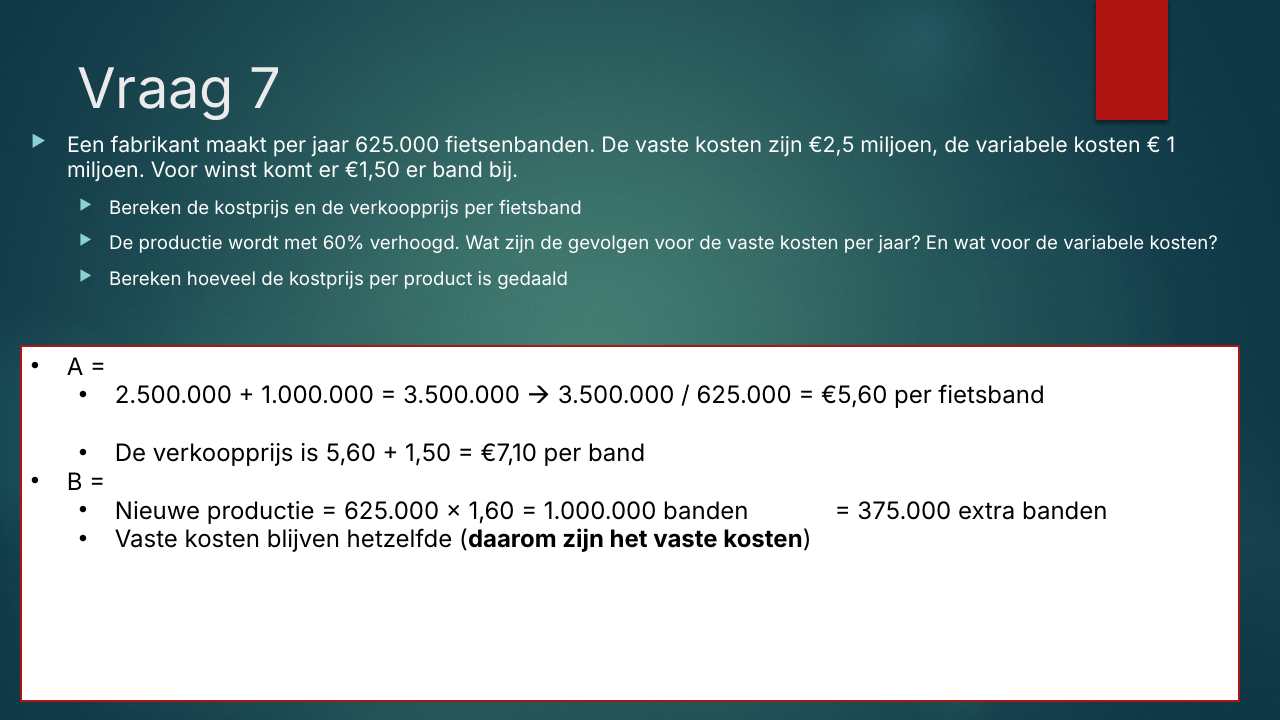 Vraag 7
Een fabrikant maakt per jaar 625.000 fietsenbanden. De vaste kosten zijn €2,5 miljoen, de variabele kosten € 1
miljoen. Voor winst komt er €1,50 er band bij.
Bereken de kostprijs en de verkoopprijs per fietsband
De productie wordt met 60% verhoogd. Wat zijn de gevolgen voor de vaste kosten per jaar? En wat voor de variabele kosten?
Bereken hoeveel de kostprijs per product is gedaald
• A =
• 2.500.000 + 1.000.000 = 3.500.000 → 3.500.000 / 625.000 = €5,60 per fietsband
• De verkoopprijs is 5,60 + 1,50 = €7,10 per band
• B =
• Nieuwe productie = 625.000 × 1,60 = 1.000.000 banden = 375.000 extra banden
• Vaste kosten blijven hetzelfde (daarom zijn het vaste kosten)